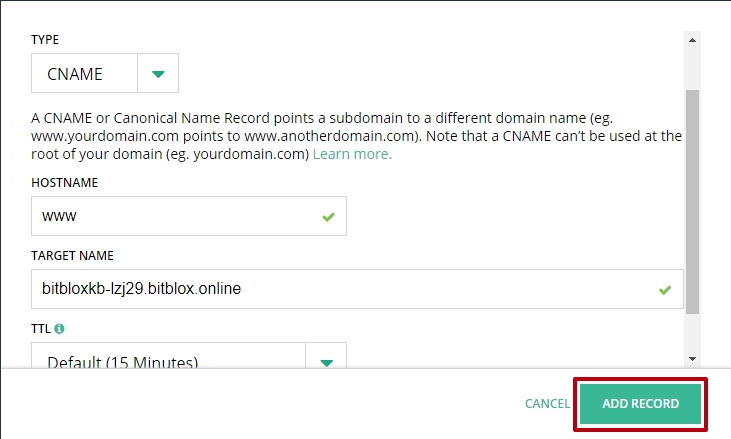 TYPE
CNAME
A CNAME or Canonical Name Record points a subdomain to a different domain name (eg.
www.yourdomain.com points to www.anotherdomain.com). Note that a CNAME can’t be used at the
root of your domain (eg. yourdomain.com) Learn more.
HOSTNAME
www
TARGET NAME
bitbloxkb-lzj29.bitblox.online
TTL
Default (15 Minutes)
CANCEL
ADD RECORD